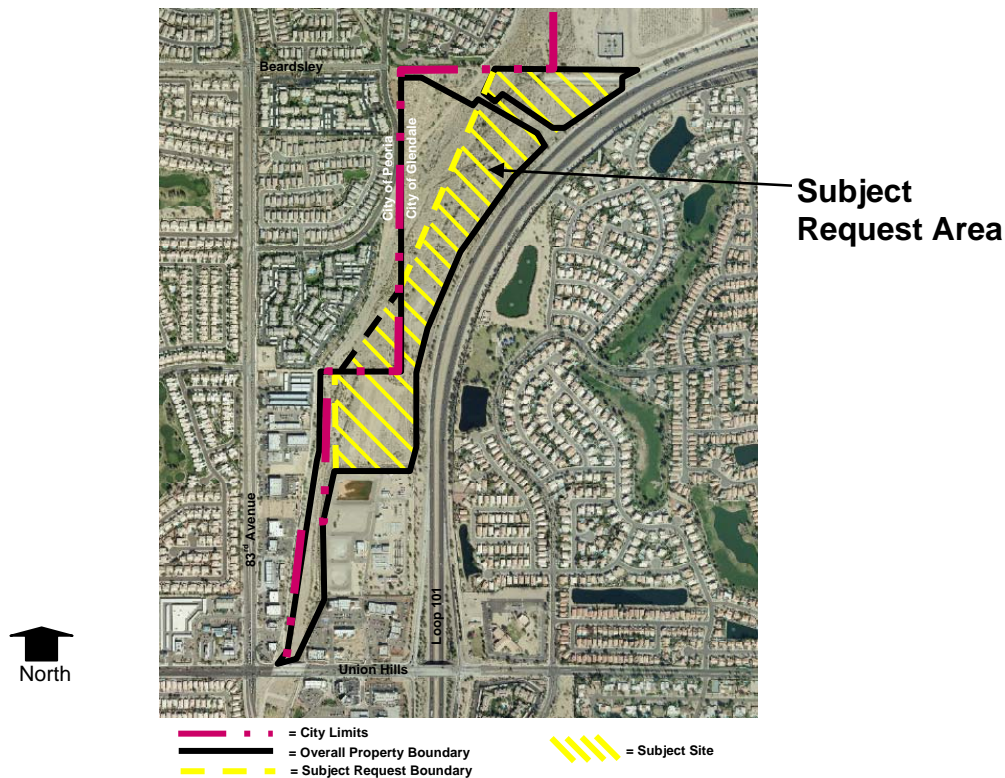 Beardsley
City of Peoria
City of Glendale
Subject
Request Area
83rd Avenue
Loop 101
North
Union Hills
= City Limits
= Overall Property Boundary
= Subject Site
= Subject Request Boundary